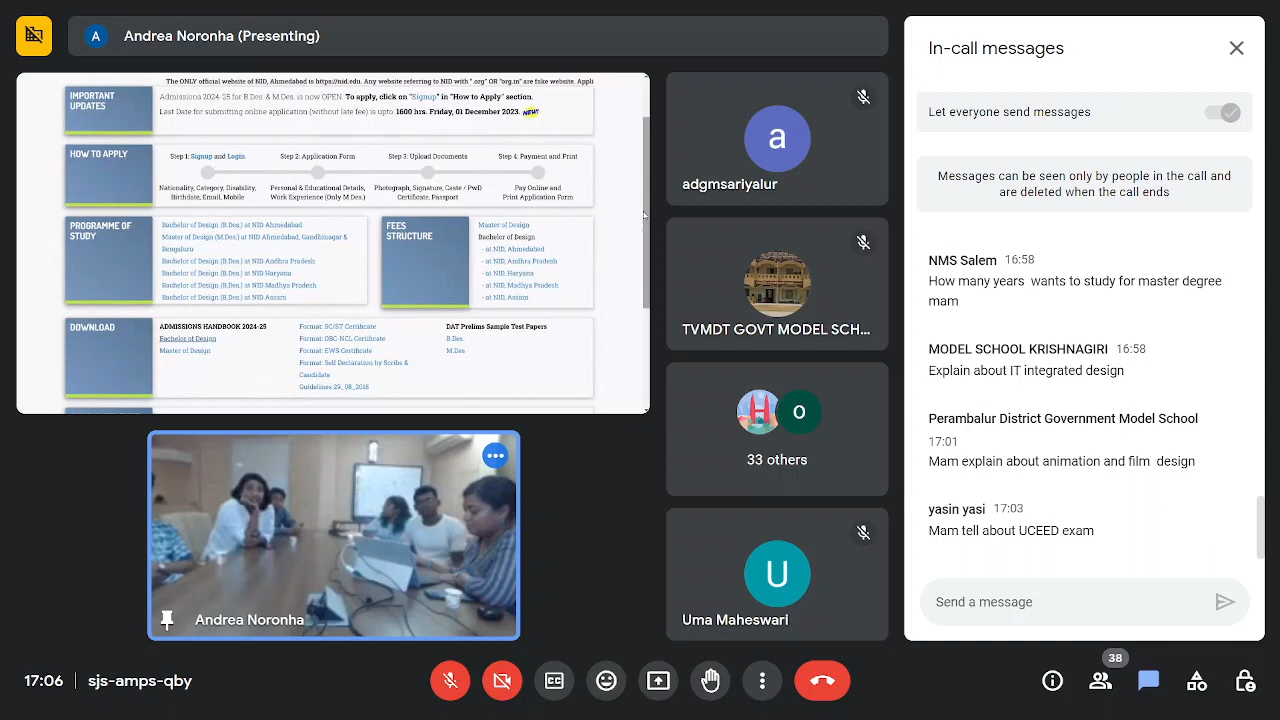 A Andrea Noronha (Presenting)
The ONLY official website of NID, Ahmedabad is https://nid.edu. Any website referring to NID with ".org" OR "org.in" are fake website. Appli
IMPORTANT
UPDATES
Admissions 2024-25 for B.Des. & M.Des. is now OPEN. To apply, click on "Signup" in "How to Apply" section.
Last Date for submitting online application (without late fee) is upto 1600 hrs. Friday, 01 December 2023. NEW!
HOW TO APPLY
Step 1: Signup and Login
Nationality, Category, Disability,
Birthdate, Email, Mobile
Step 2: Application Form
Personal & Educational Details,
Work Experience (Only M.Des.)
Step 3: Upload Documents
Photograph, Signature, Caste / PwD
Certificate, Passport
Step 4: Payment and Print
Pay Online and
Print Application Form
PROGRAMME OF
STUDY
Bachelor of Design (B.Des.) at NID Ahmedabad
Master of Design (M.Des.) at NID Ahmedabad, Gandhinagar &
Bengaluru
Bachelor of Design (B.Des.) at NID Andhra Pradesh
Bachelor of Design (B.Des.) at NID Haryana
Bachelor of Design (B.Des.) at NID Madhya Pradesh
Bachelor of Design (B.Des.) at NID Assam
FEES
STRUCTURE
Master of Design
Bachelor of Design
- at NID, Ahmedabad
- at NID, Andhra Pradesh
- at NID, Haryana
- at NID, Madhya Pradesh
- at NID, Assam
DOWNLOAD
ADMISSIONS HANDBOOK 2024-25
Bachelor of Design
Master of Design
Format: SC/ST Certificate
Format: OBC-NCL Certificate
Format: EWS Certificate
Format: Self Declaration by Scribe &
Candidate
Guidelines 29_08_2018
DAT Prelims Sample Test Papers
B.Des.
M.Des
Andrea Noronha
a
adgmsariyalur
TVMDT GOVT MODEL SCH...
H o
33 others
U
Uma Maheswari
In-call messages
Let everyone send messages
Messages can be seen only by people in the call and
are deleted when the call ends
NMS Salem 16:58
How many years wants to study for master degree
mam
MODEL SCHOOL KRISHNAGIRI 16:58
Explain about IT integrated design
Perambalur District Government Model School
17:01
Mam explain about animation and film design
yasin yasi 17:03
Mam tell about UCEED exam
Send a message
17:06 | sjs-amps-qby
CC
38